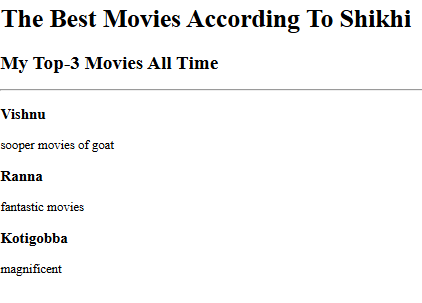 The Best Movies According To Shikhi
My Top-3 Movies All Time
Vishnu
sooper movies of goat
Ranna
fantastic movies
Kotigobba
magnificent